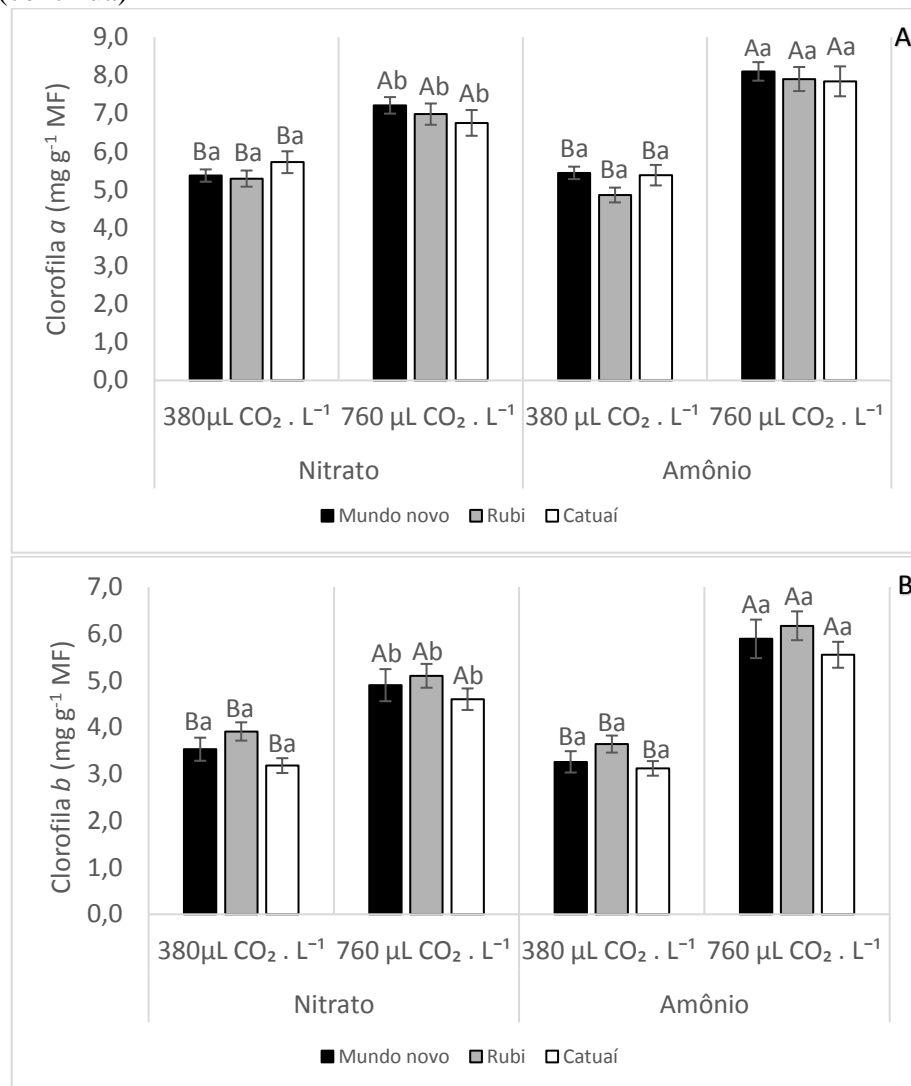 (continua)
A
9,0
8,0
7,0
6,0
5,0
4,0
3,0
2,0
1,0
0,0
Clorofila a (mg g⁻¹ MF)
Ba Ba Ba Ab Ab Ab Ba Ba Ba Aa Aa Aa
380µL CO₂ . L⁻¹ 760 µL CO₂ . L⁻¹ 380 µL CO₂ . L⁻¹ 760 µL CO₂ . L⁻¹
Nitrato Amônio
Mundo novo Rubi Catuaí
B
7,0
6,0
5,0
4,0
3,0
2,0
1,0
0,0
Clorofila b (mg g⁻¹ MF)
Ba Ba Ba Ab Ab Ab Ba Ba Ba Aa Aa Aa
380µL CO₂ . L⁻¹ 760 µL CO₂ . L⁻¹ 380 µL CO₂ . L⁻¹ 760 µL CO₂ . L⁻¹
Nitrato Amônio
Mundo novo Rubi Catuaí